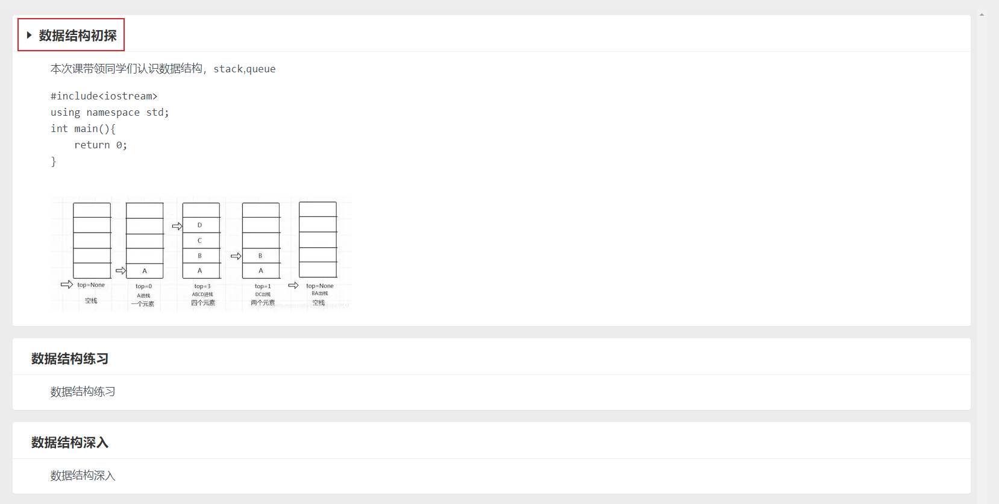 数据结构初探
本次课带领同学们认识数据结构，stack,queue
#include<iostream>
using namespace std;
int main(){
    return 0;
}
D
C
B B
A A A
top=None top=0 top=3 top=1 top=None
A进栈 ABCD进栈 DC出栈 BA出栈
空栈 一个元素 四个元素 两个元素 空栈
数据结构练习
数据结构练习
数据结构深入
数据结构深入